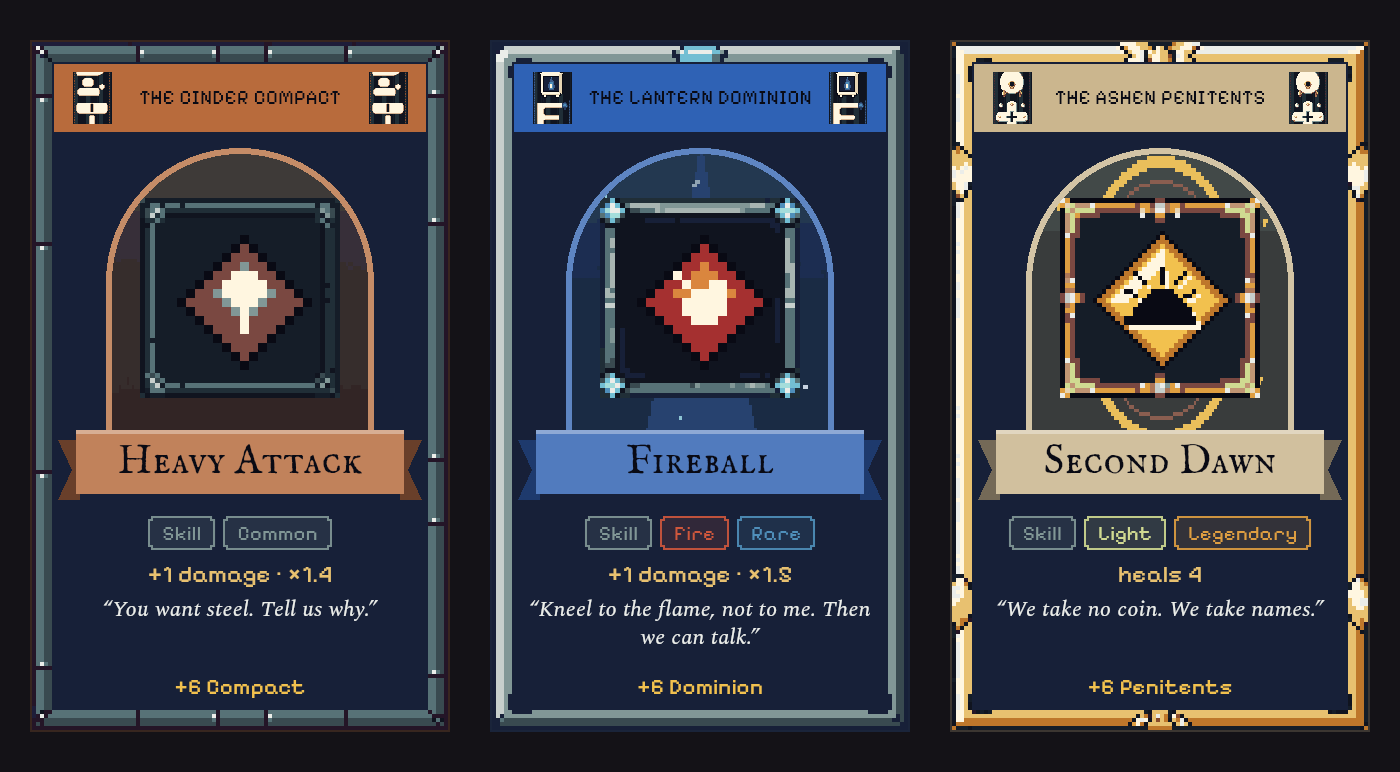 THE CINDER COMPACT
Heavy Attack
Skill Common
+1 damage · ×1.4
“You want steel. Tell us why.”
+6 Compact
THE LANTERN DOMINION
Fireball
Skill Fire Rare
+1 damage · ×1.8
“Kneel to the flame, not to me. Then
we can talk.”
+6 Dominion
THE ASHEN PENITENTS
Second Dawn
Skill Light Legendary
heals 4
“We take no coin. We take names.”
+6 Penitents